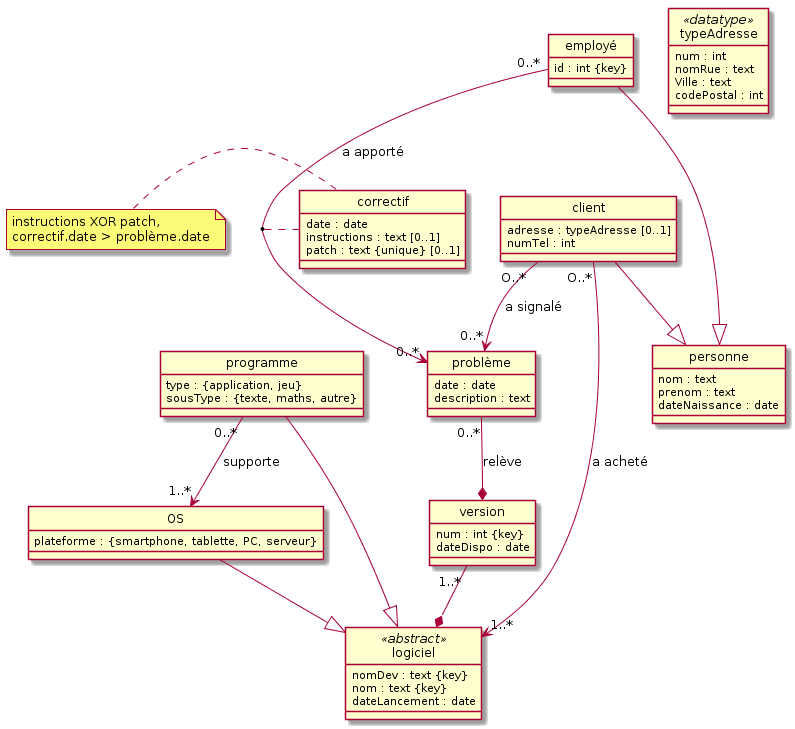 «datatype»
typeAdresse
num : int
nomRue : text
Ville : text
codePostal : int
employé
id : int {key}
0..*
a apporté
instructions XOR patch,
correctif.date > problème.date
correctif
date : date
instructions : text [0..1]
patch : text {unique} [0..1]
client
adresse : typeAdresse [0..1]
numTel : int
O..*
O..*
a signalé
0..*
0..*
programme
type : {application, jeu}
sousType : {texte, maths, autre}
problème
date : date
description : text
personne
nom : text
prenom : text
dateNaissance : date
0..*
supporte
1..*
0..*
relève
a acheté
OS
plateforme : {smartphone, tablette, PC, serveur}
version
num : int {key}
dateDispo : date
1..*
1..*
«abstract»
logiciel
nomDev : text {key}
nom : text {key}
dateLancement : date